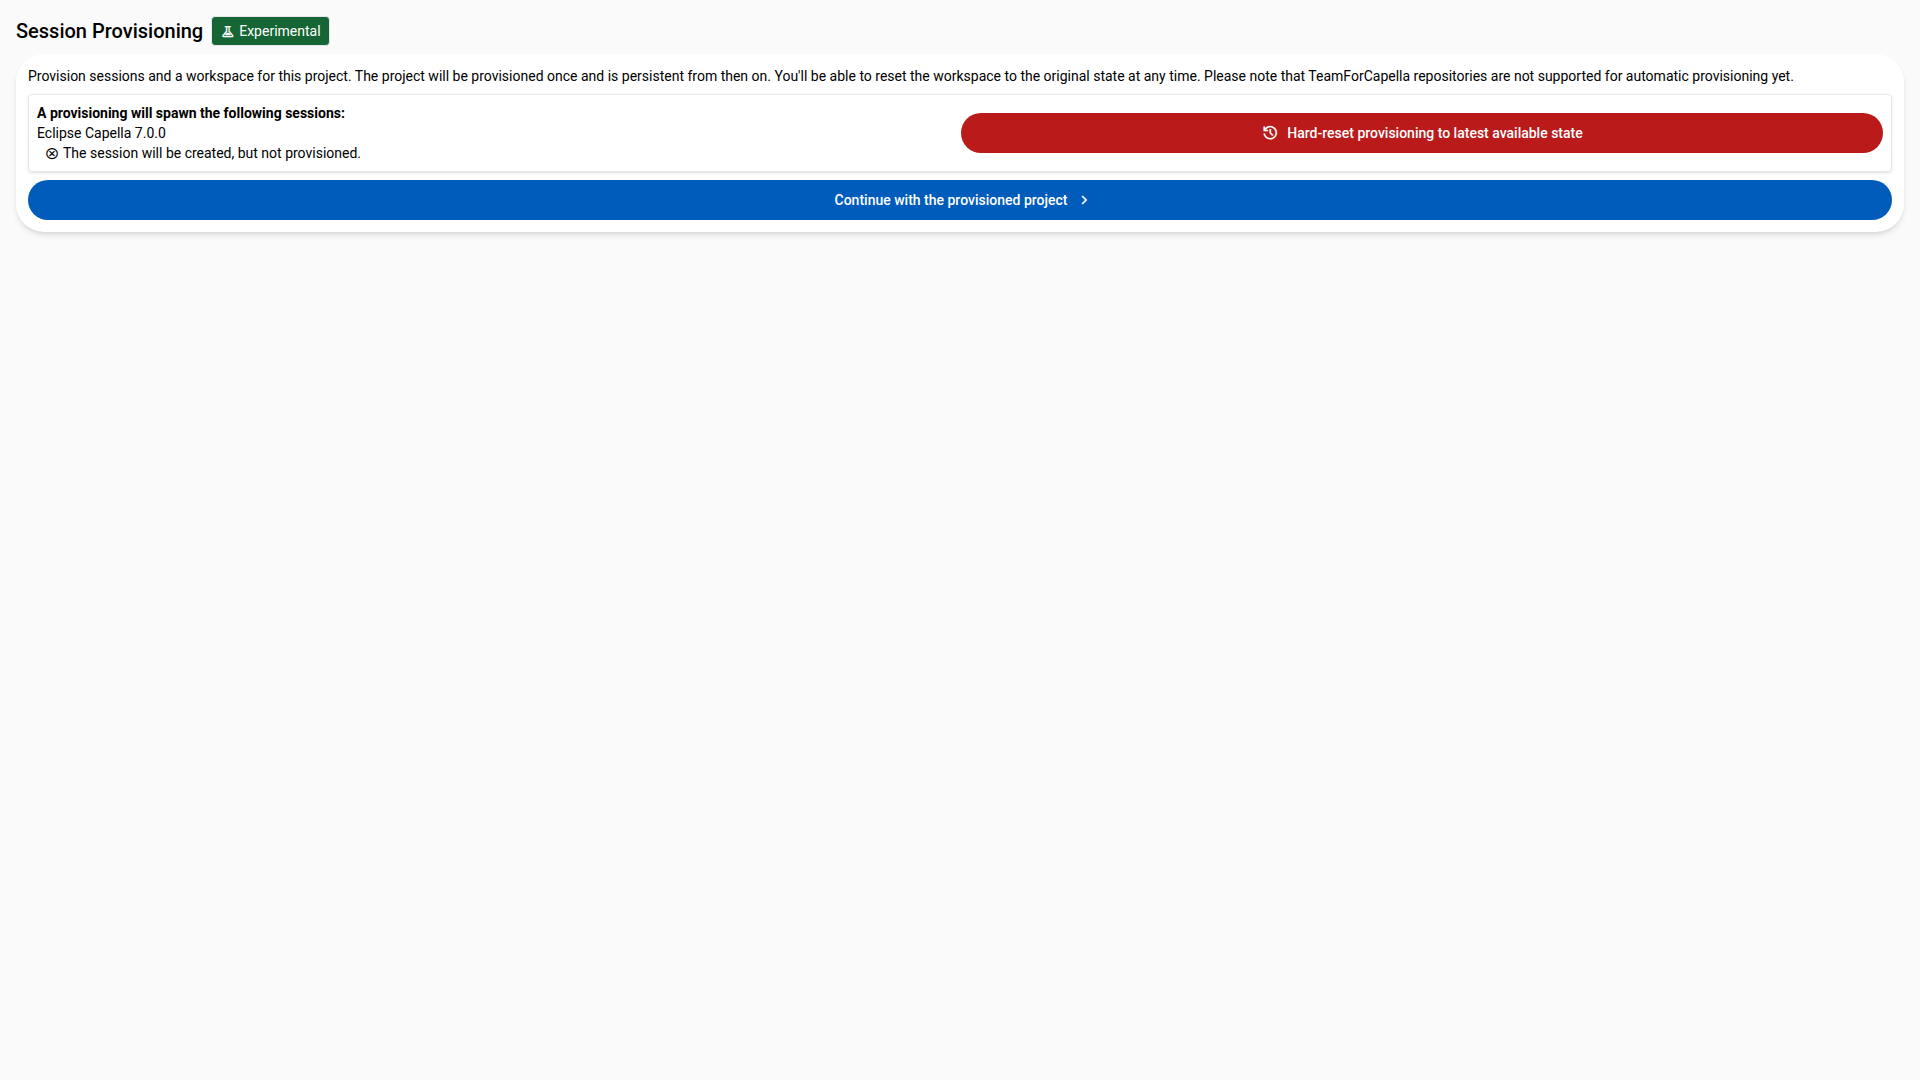 Session Provisioning
Experimental
Provision sessions and a workspace for this project. The project will be provisioned once and is persistent from then on. You'll be able to reset the workspace to the original state at any time. Please note that TeamForCapella repositories are not supported for automatic provisioning yet.
A provisioning will spawn the following sessions:
Eclipse Capella 7.0.0
The session will be created, but not provisioned.
Hard-reset provisioning to latest available state
Continue with the provisioned project